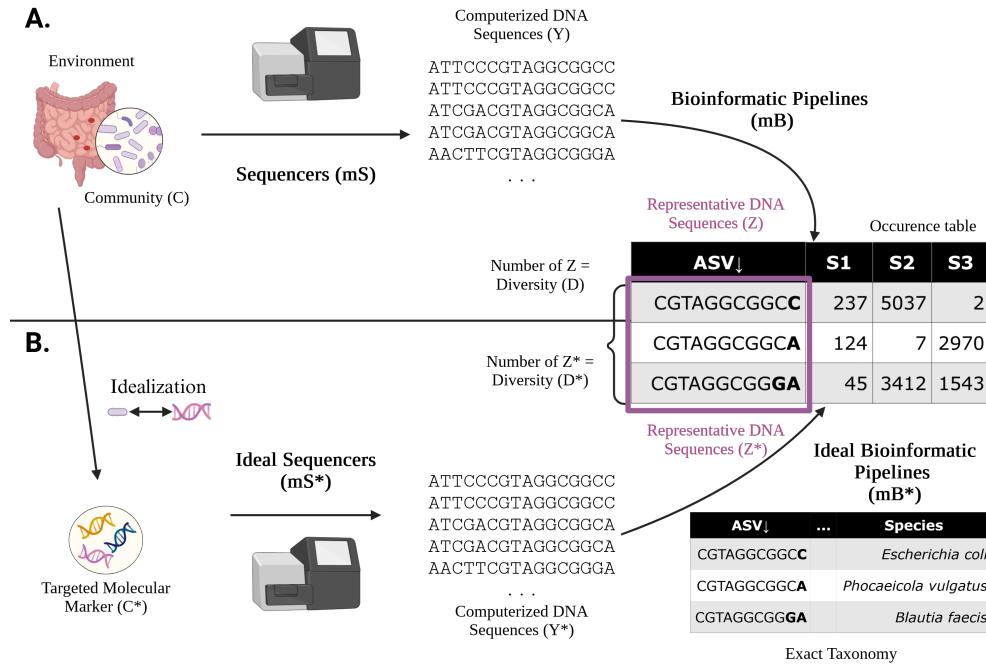 A.
Environment
Community (C)
Sequencers (mS)
Computerized DNA
Sequences (Y)
ATTCCCGTAGGCGGCC
ATTCCCGTAGGCGGCC
ATCGACGTAGGCGGCA
ATCGACGTAGGCGGCA
AACTTCGTAGGCGGGA
. . .
Bioinformatic Pipelines
(mB)
Representative DNA
Sequences (Z)
Occurence table
ASV↓ S1 S2 S3
CGTAGGCGGCC 237 5037 2
CGTAGGCGGCA 124 7 2970
CGTAGGCGGGA 45 3412 1543
Number of Z =
Diversity (D)
B.
Number of Z* =
Diversity (D*)
Idealization
Targeted Molecular
Marker (C*)
Ideal Sequencers
(mS*)
ATTCCCGTAGGCGGCC
ATTCCCGTAGGCGGCC
ATCGACGTAGGCGGCA
ATCGACGTAGGCGGCA
AACTTCGTAGGCGGGA
. . .
Computerized DNA
Sequences (Y*)
Representative DNA
Sequences (Z*)
Ideal Bioinformatic
Pipelines
(mB*)
ASV↓ ... Species
CGTAGGCGGCC Escherichia coli
CGTAGGCGGCA Phocaeicola vulgatus
CGTAGGCGGGA Blautia faecis
Exact Taxonomy